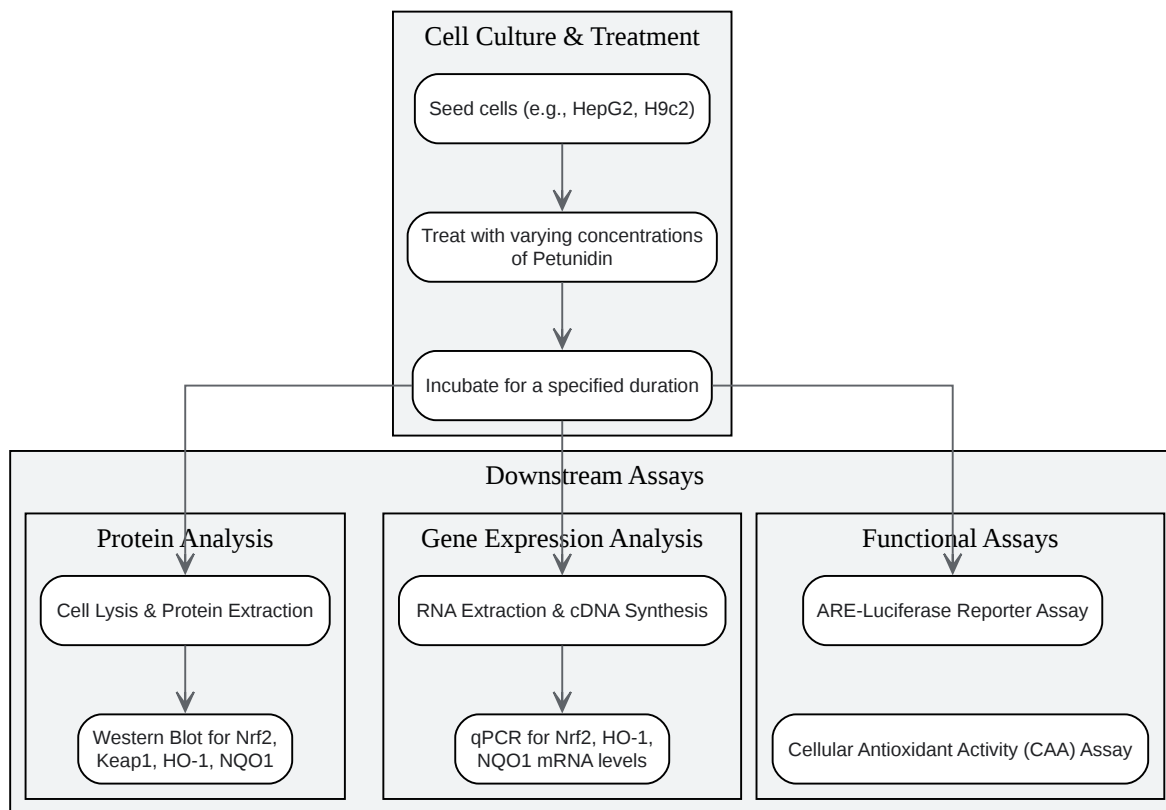 Cell Culture & Treatment
Seed cells (e.g., HepG2, H9c2)
Treat with varying concentrations
of Petunidin
Incubate for a specified duration
Downstream Assays
Protein Analysis
Cell Lysis & Protein Extraction
Western Blot for Nrf2,
Keap1, HO-1, NQO1
Gene Expression Analysis
RNA Extraction & cDNA Synthesis
qPCR for Nrf2, HO-1,
NQO1 mRNA levels
Functional Assays
ARE-Luciferase Reporter Assay
Cellular Antioxidant Activity (CAA) Assay